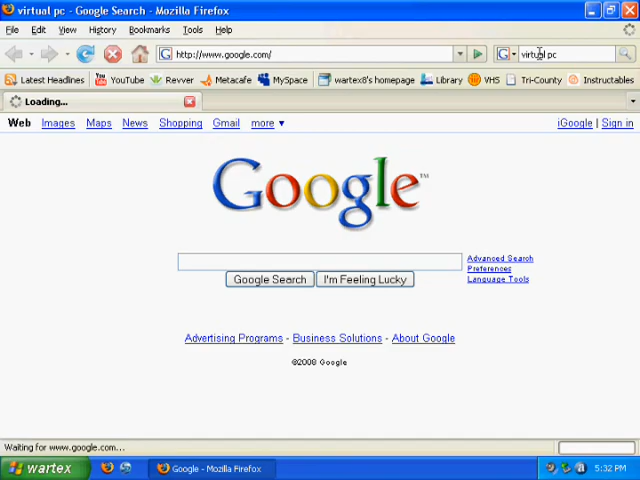 virtual pc - Google Search - Mozilla Firefox
File Edit View History Bookmarks Tools Help
http://www.google.com/ virtual pc
Latest Headlines YouTube Revver Metacafe MySpace wartex8's homepage Library VHS Tri-County Instructables
Loading...
Web Images Maps News Shopping Gmail more ▼ iGoogle | Sign in
Google™
Advanced Search
Preferences
Language Tools
Google Search I'm Feeling Lucky
Advertising Programs - Business Solutions - About Google
©2008 Google
Waiting for www.google.com...
wartex Google - Mozilla Firefox 5:32 PM